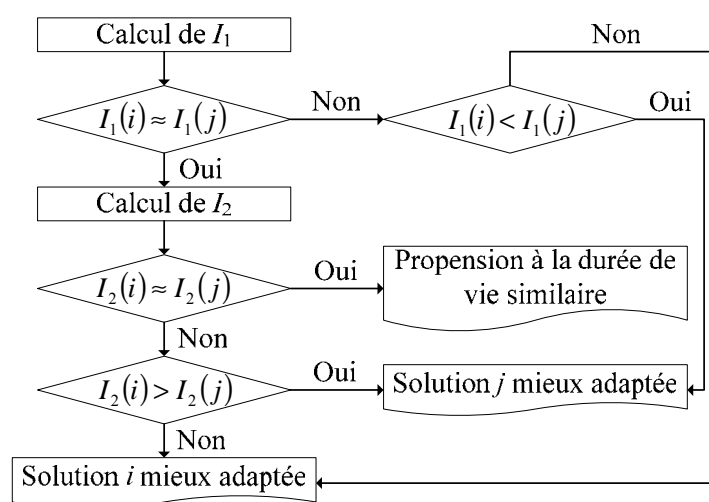 Calcul de I₁
Non
I₁(i) ≈ I₁(j)
Non
I₁(i) < I₁(j)
Oui
Oui
Calcul de I₂
I₂(i) ≈ I₂(j)
Oui
Propension à la durée de
vie similaire
Non
I₂(i) > I₂(j)
Oui
Solution j mieux adaptée
Non
Solution i mieux adaptée